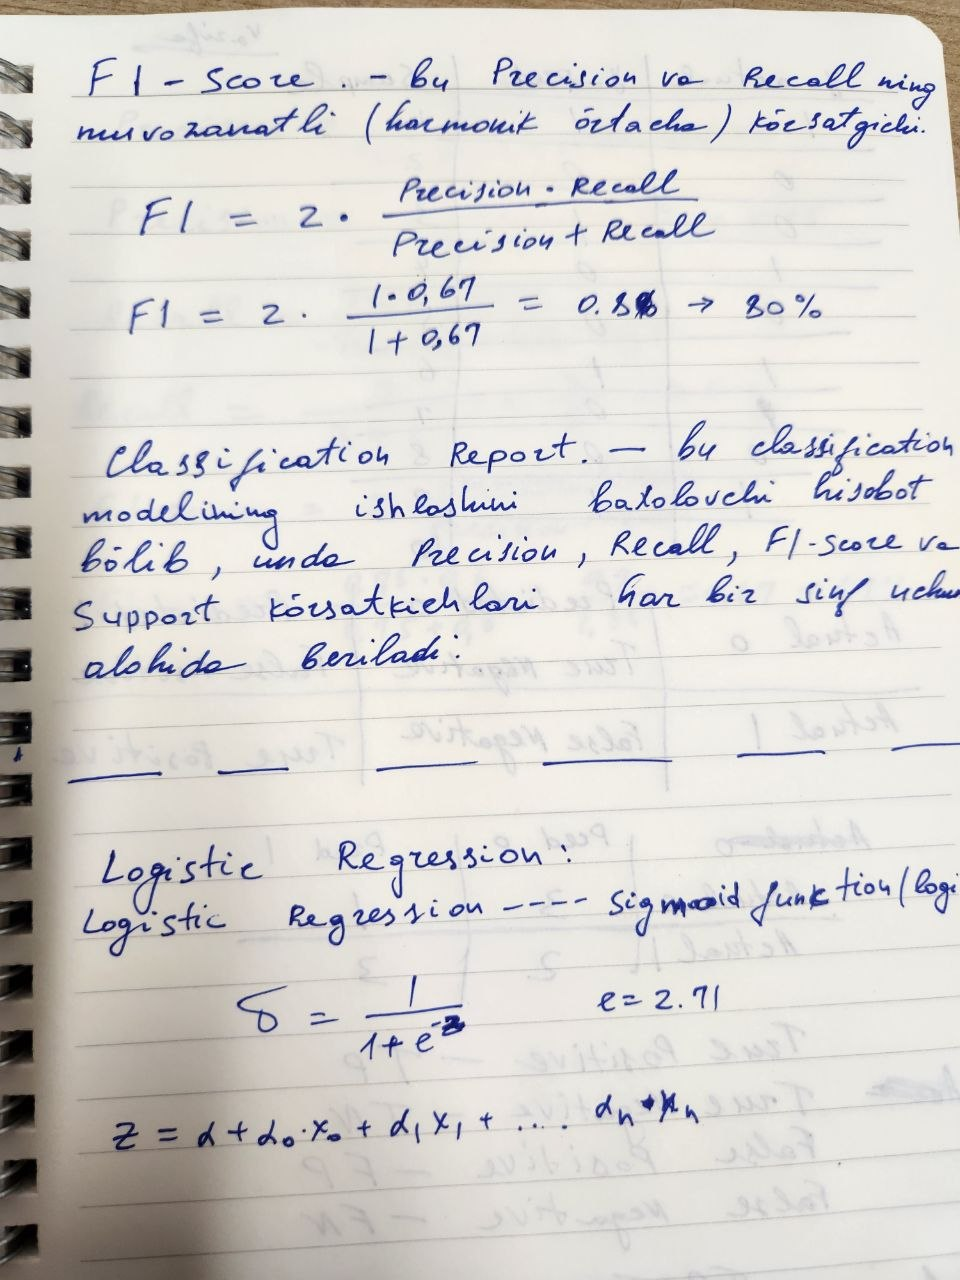 F1 - Score. - bu Precision va Recall ning
muvozanatli (harmonik o'rtacha) ko'rsatgichi.
F1 = 2 · Precision · Recall / Precision + Recall
F1 = 2 · 1 · 0,67 / 1 + 0,67 = 0.8 → 80%
Classification Report. — bu classification
modelining ishlashini baxolovchi hisobot
bo'lib, unda Precision, Recall, F1-score va
Support ko'rsatkichlari har bir sinf uchun
alohida beriladi:
Logistic Regression:
Logistic Regression ---- Sigmoid funktion (logi
δ = 1 / 1 + e^-z e = 2.71
z = α + α₀·x₀ + α₁x₁ + .... αₙ·xₙ